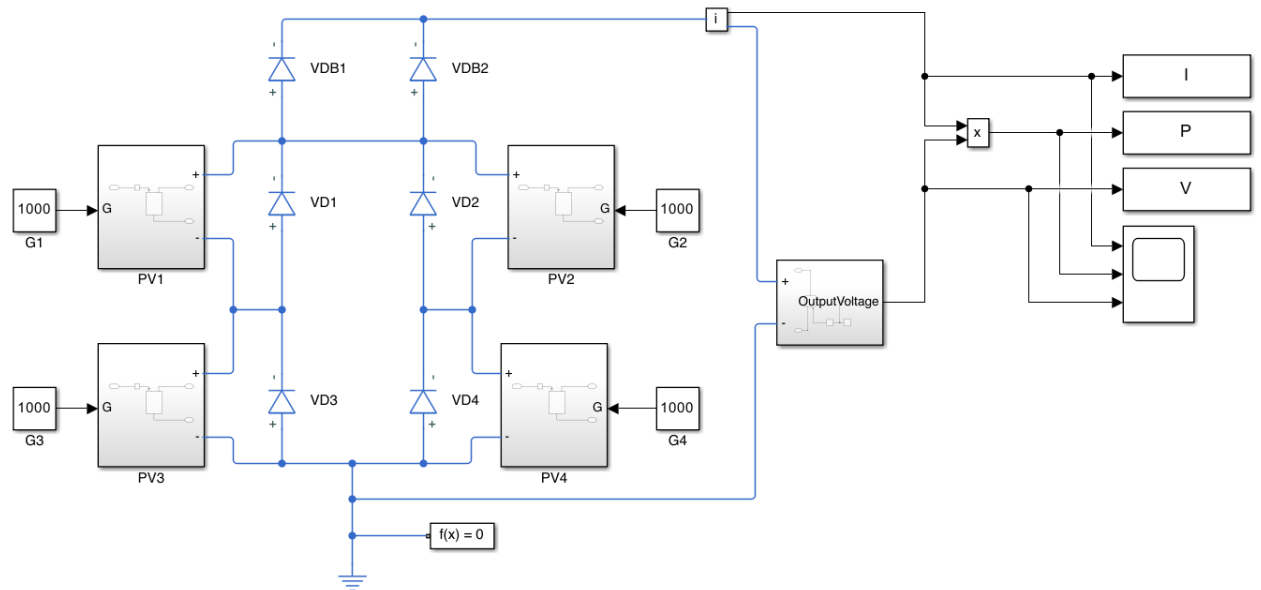 i
VDB1
VDB2
I
x
P
V
1000
G
+
-
G1
PV1
VD1
VD2
+
-
G
1000
G2
PV2
+
-
OutputVoltage
1000
G
+
-
G3
PV3
VD3
VD4
+
-
G
1000
G4
PV4
f(x) = 0
- 
+
-
+
-
+
-
+
-
+
-
+